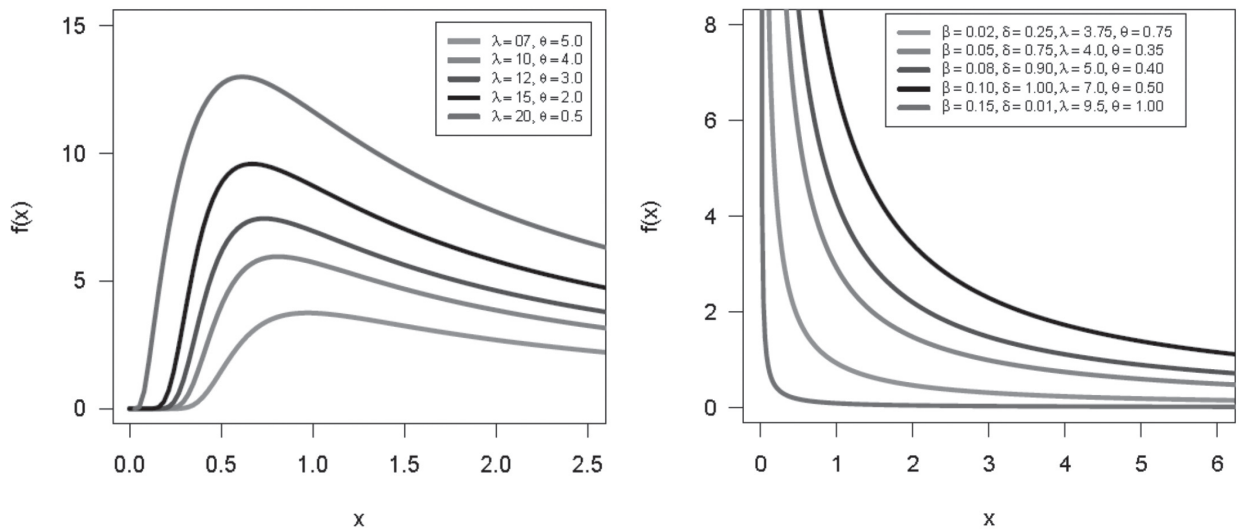 15
10
5
0
f(x)
0.0 0.5 1.0 1.5 2.0 2.5
x
λ= 07, θ= 5.0
λ= 10, θ= 4.0
λ= 12, θ= 3.0
λ= 15, θ= 2.0
λ= 20, θ= 0.5
8
6
4
2
0
f(x)
0 1 2 3 4 5 6
x
β= 0.02, δ= 0.25, λ= 3.75, θ= 0.75
β= 0.05, δ= 0.75, λ= 4.0, θ= 0.35
β= 0.08, δ= 0.90, λ= 5.0, θ= 0.40
β= 0.10, δ= 1.00, λ= 7.0, θ= 0.50
β= 0.15, δ= 0.01, λ= 9.5, θ= 1.00